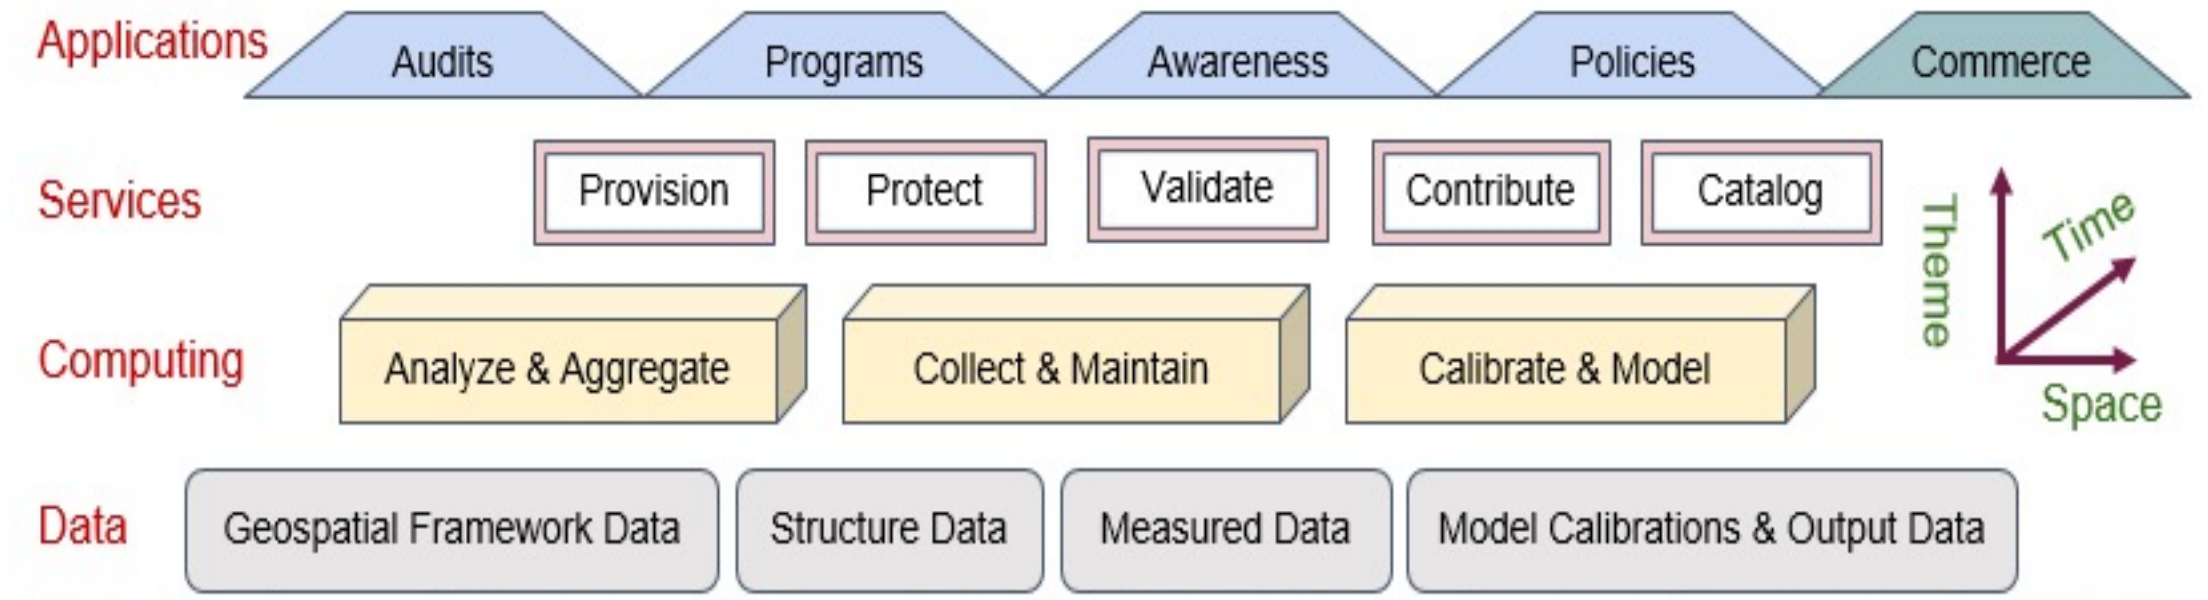 Applications
Audits
Programs
Awareness
Policies
Commerce
Services
Provision
Protect
Validate
Contribute
Catalog
Theme
Time
Space
Computing
Analyze & Aggregate
Collect & Maintain
Calibrate & Model
Data
Geospatial Framework Data
Structure Data
Measured Data
Model Calibrations & Output Data